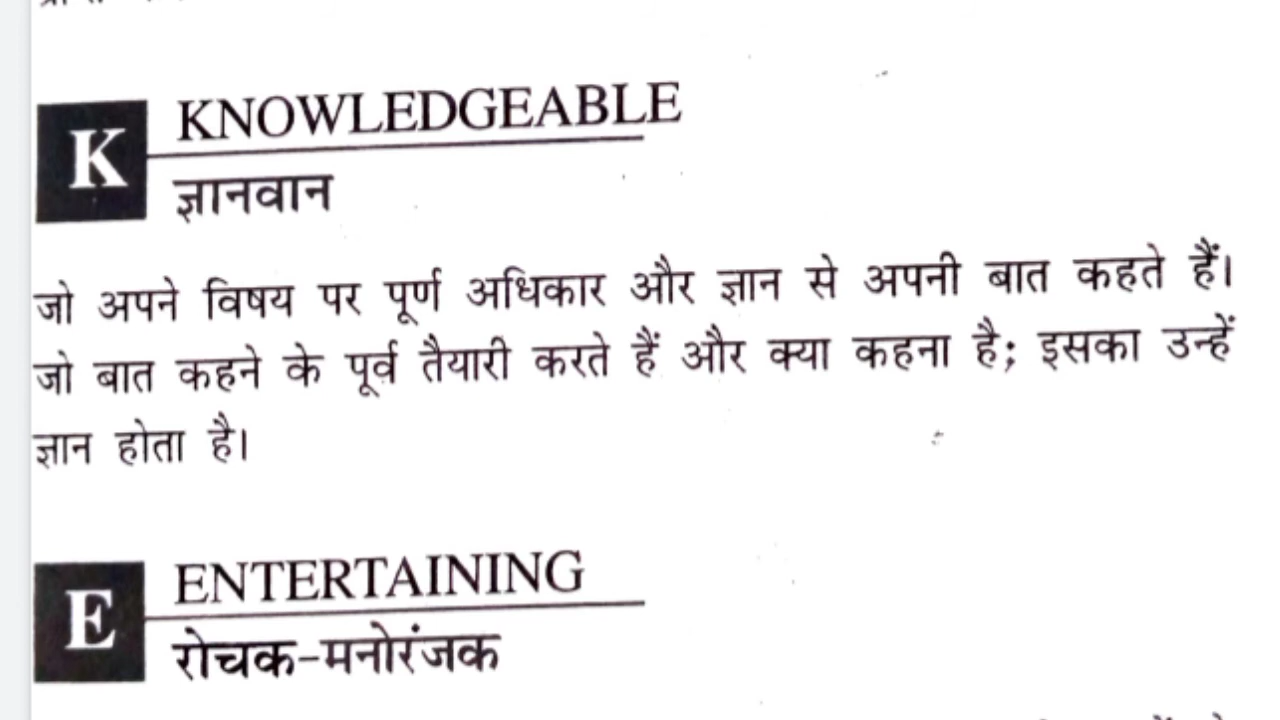 K KNOWLEDGEABLE
ज्ञानवान
जो अपने विषय पर पूर्ण अधिकार और ज्ञान से अपनी बात कहते हैं।
जो बात कहने के पूर्व तैयारी करते हैं और क्या कहना है; इसका उन्हें
ज्ञान होता है।
E ENTERTAINING
रोचक-मनोरंजक